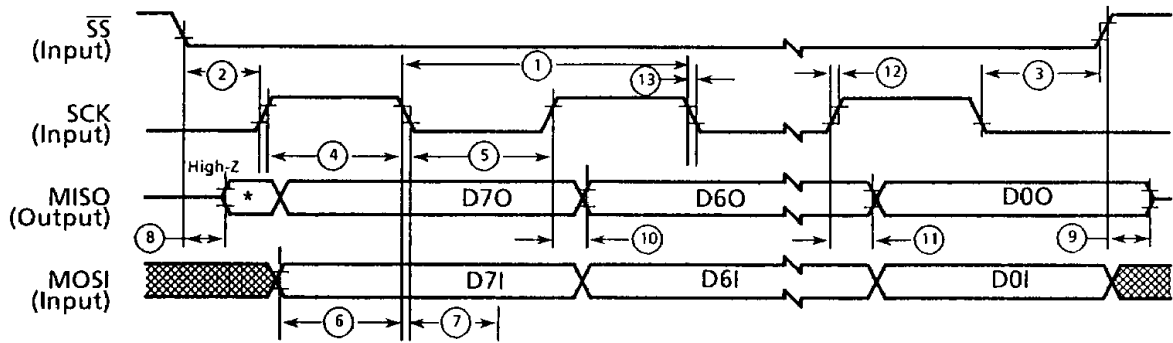 SS
(Input)
2
1
13
12
3
SCK
(Input)
4
5
High-Z
MISO
(Output)
*
D7O
D6O
D0O
8
10
11
9
MOSI
(Input)
D7I
D6I
D0I
6
7